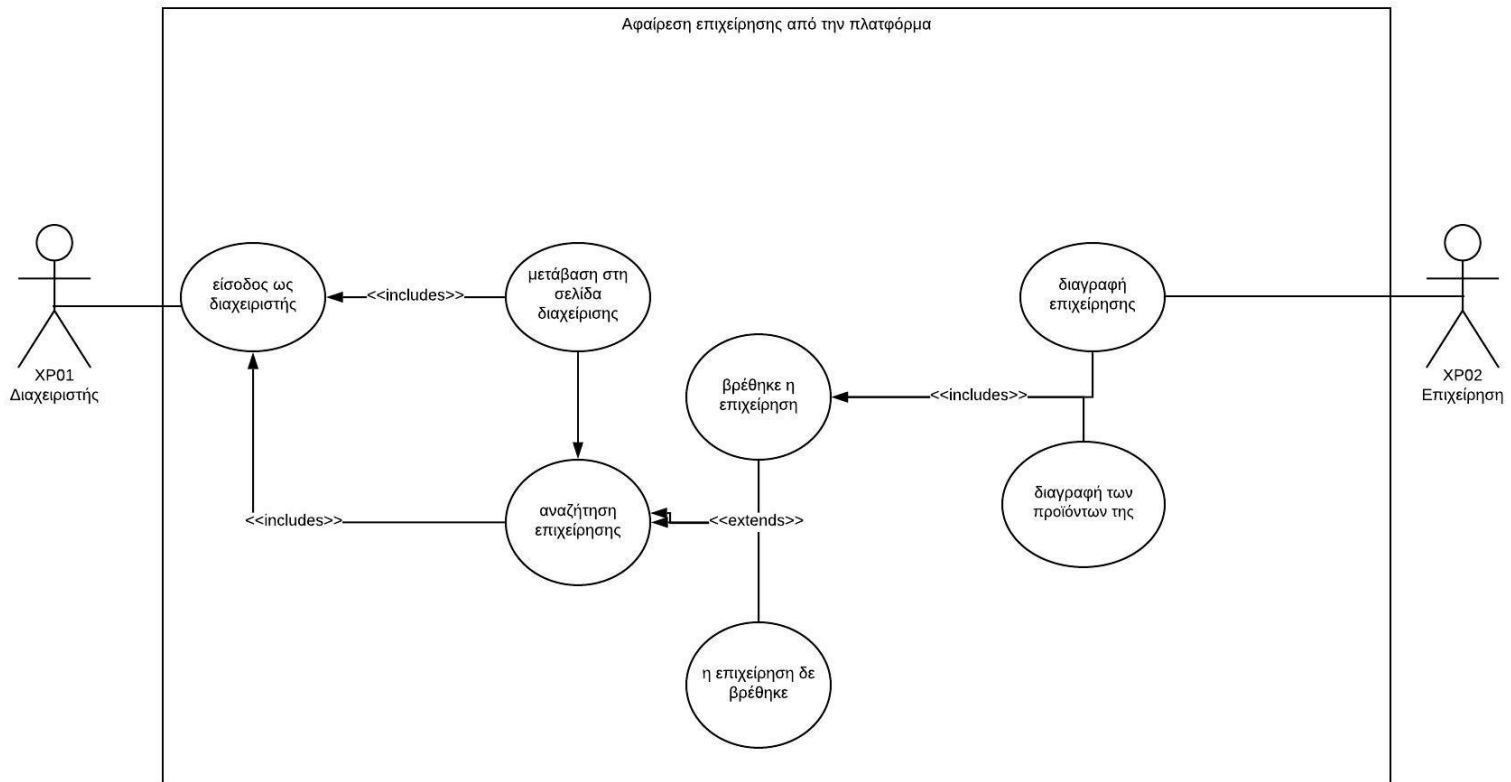 Αφαίρεση επιχείρησης από την πλατφόρμα
είσοδος ως
διαχειριστής
<<includes>>
μετάβαση στη
σελίδα
διαχείρισης
διαγραφή
επιχείρησης
XP01
Διαχειριστής
XP02
Επιχείρηση
βρέθηκε η
επιχείρηση
<<includes>>
<<includes>>
αναζήτηση
επιχείρησης
<<extends>>
διαγραφή των
προϊόντων της
η επιχείρηση δε
βρέθηκε